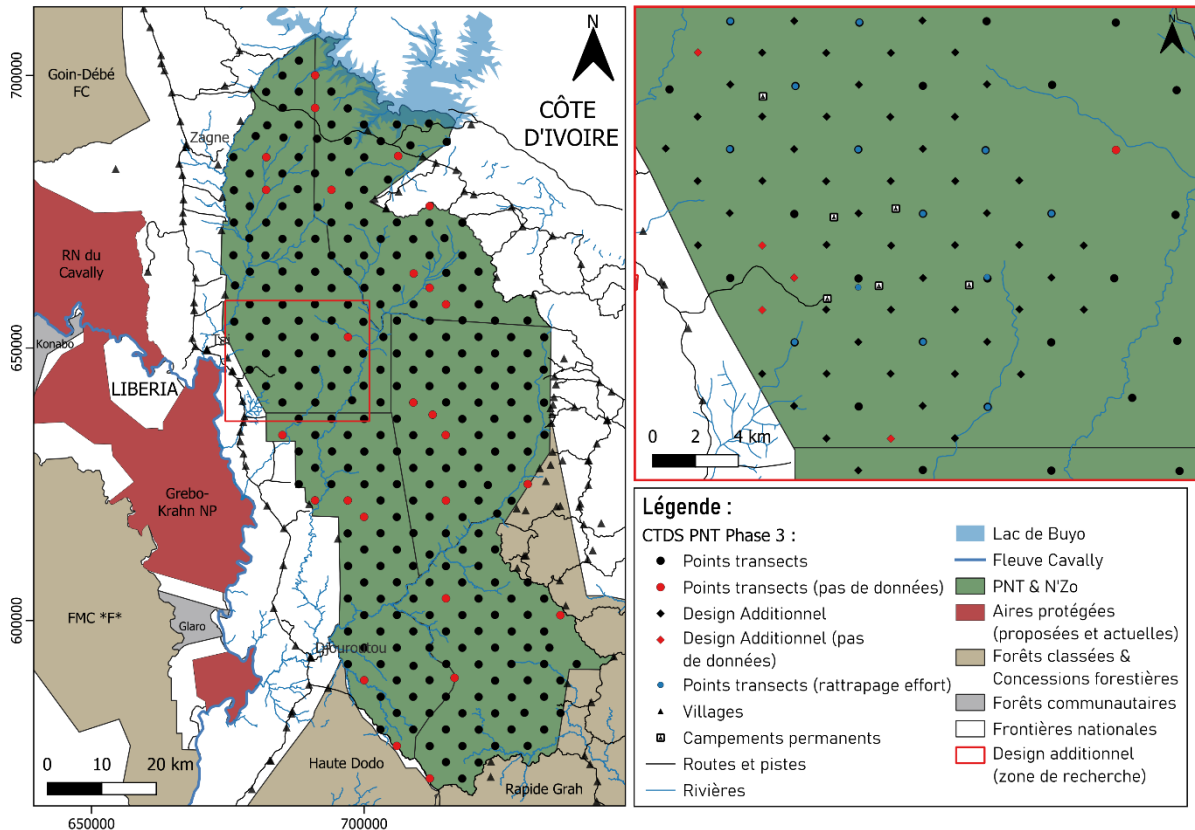 Goin-Débé
FC
N
CÔTE
D'IVOIRE
Zagne
RN du
Cavally
Konabo
Taï
LIBERIA
Grebo-
Krahn NP
FMC *F*
Glaro
Djouroutou
Haute Dodo
Rapide Grah
0 10 20 km
700000
650000
600000
650000
700000
N
0 2 4 km
Légende :
CTDS PNT Phase 3 :
Points transects
Points transects (pas de données)
Design Additionnel
Design Additionnel (pas
de données)
Points transects (rattrapage effort)
Villages
Campements permanents
Routes et pistes
Rivières
Lac de Buyo
Fleuve Cavally
PNT & N'Zo
Aires protégées
(proposées et actuelles)
Forêts classées &
Concessions forestières
Forêts communautaires
Frontières nationales
Design additionnel
(zone de recherche)